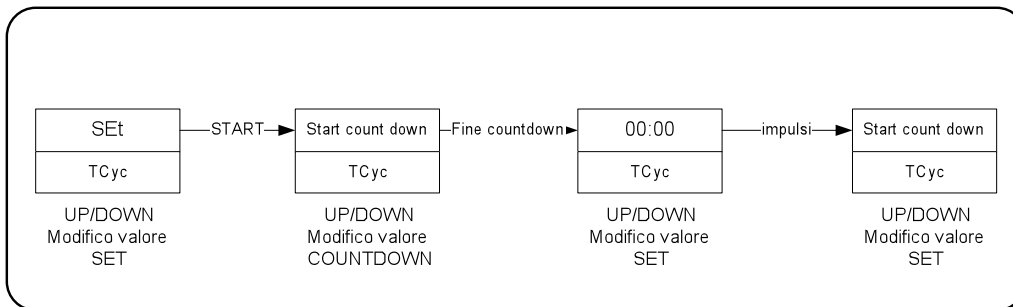 SEt
TCyc
UP/DOWN
Modifico valore
SET
START
Start count down
TCyc
UP/DOWN
Modifico valore
COUNTDOWN
Fine countdown
00:00
TCyc
UP/DOWN
Modifico valore
SET
impulsi
Start count down
TCyc
UP/DOWN
Modifico valore
SET